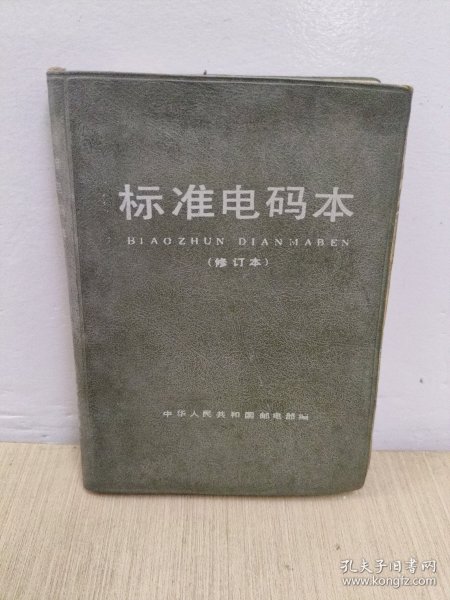 标准电码本
BIAOZHUN DIANMABEN
(修订本)
中华人民共和国邮电部编
孔夫子旧书网
www.kongfz.com